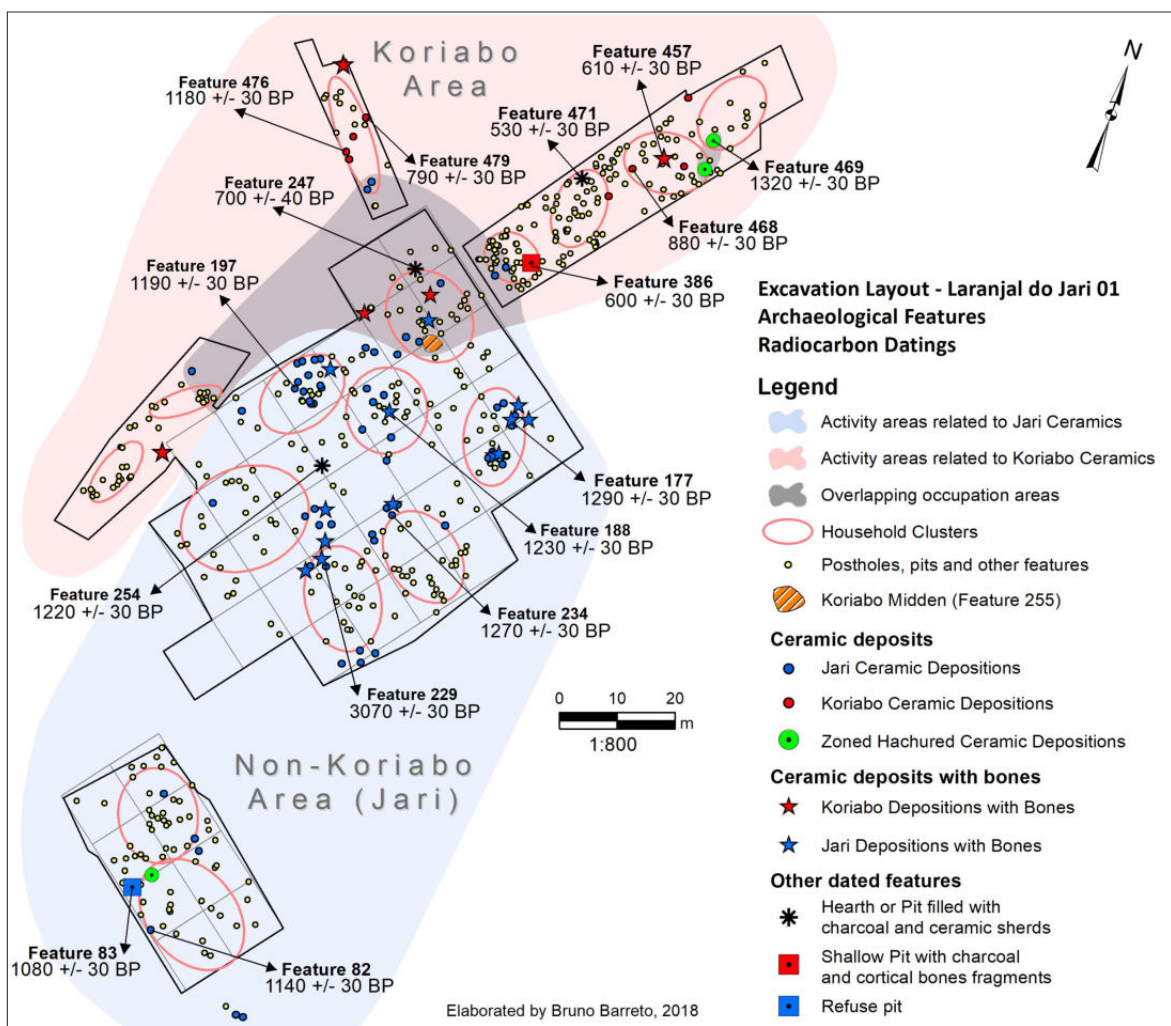 Koriabo
Area
N
Feature 476
1180 +/- 30 BP
Feature 457
610 +/- 30 BP
Feature 471
530 +/- 30 BP
Feature 479
790 +/- 30 BP
Feature 469
1320 +/- 30 BP
Feature 247
700 +/- 40 BP
Feature 468
880 +/- 30 BP
Feature 197
1190 +/- 30 BP
Feature 386
600 +/- 30 BP
Feature 177
1290 +/- 30 BP
Feature 188
1230 +/- 30 BP
Feature 254
1220 +/- 30 BP
Feature 234
1270 +/- 30 BP
Feature 229
3070 +/- 30 BP
0 10 20
m
1:800
Non-Koriabo
Area (Jari)
Feature 83
1080 +/- 30 BP
Feature 82
1140 +/- 30 BP
Elaborated by Bruno Barreto, 2018
Excavation Layout - Laranjal do Jari 01
Archaeological Features
Radiocarbon Datings
Legend
Activity areas related to Jari Ceramics
Activity areas related to Koriabo Ceramics
Overlapping occupation areas
Household Clusters
Postholes, pits and other features
Koriabo Midden (Feature 255)
Ceramic deposits
Jari Ceramic Depositions
Koriabo Ceramic Depositions
Zoned Hachured Ceramic Depositions
Ceramic deposits with bones
Koriabo Depositions with Bones
Jari Depositions with Bones
Other dated features
Hearth or Pit filled with
charcoal and ceramic sherds
Shallow Pit with charcoal
and cortical bones fragments
Refuse pit